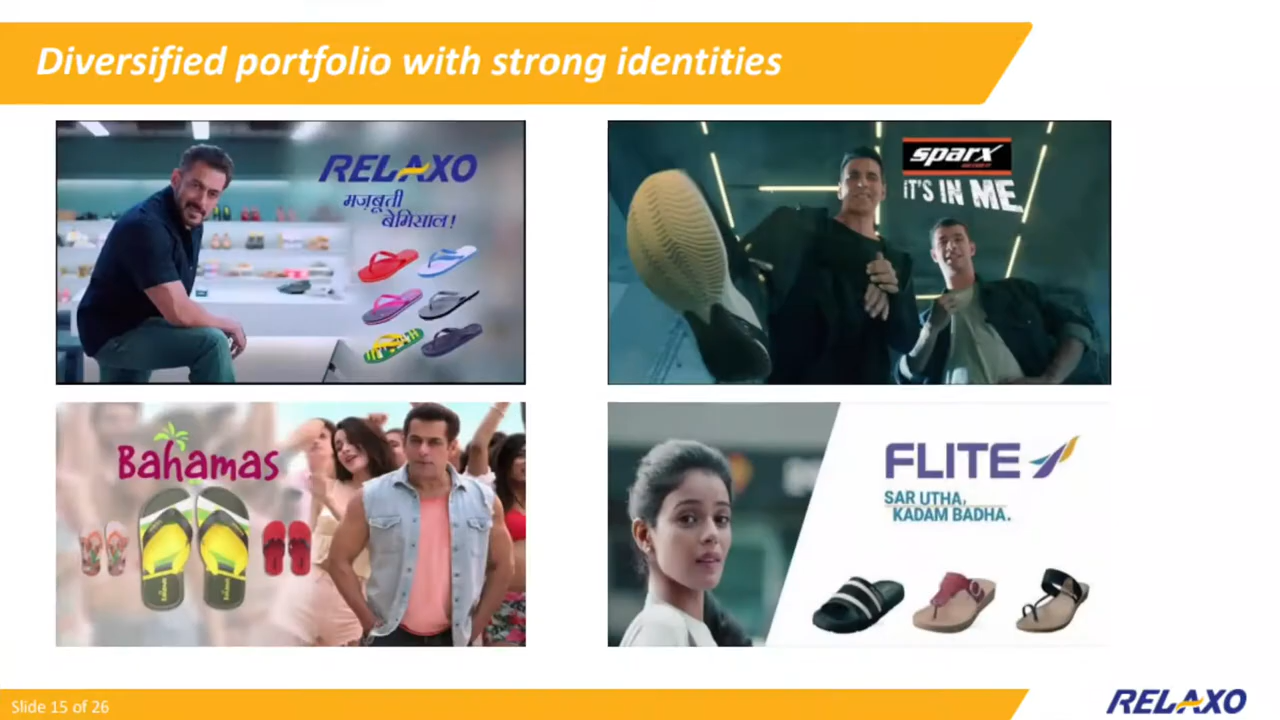 Diversified portfolio with strong identities
RELAXO
मज़बूती
बेमिसाल!
sparx
IT'S IN ME
Bahamas
FLITE
SAR UTHA,
KADAM BADHA.
Slide 15 of 26
RELAXO